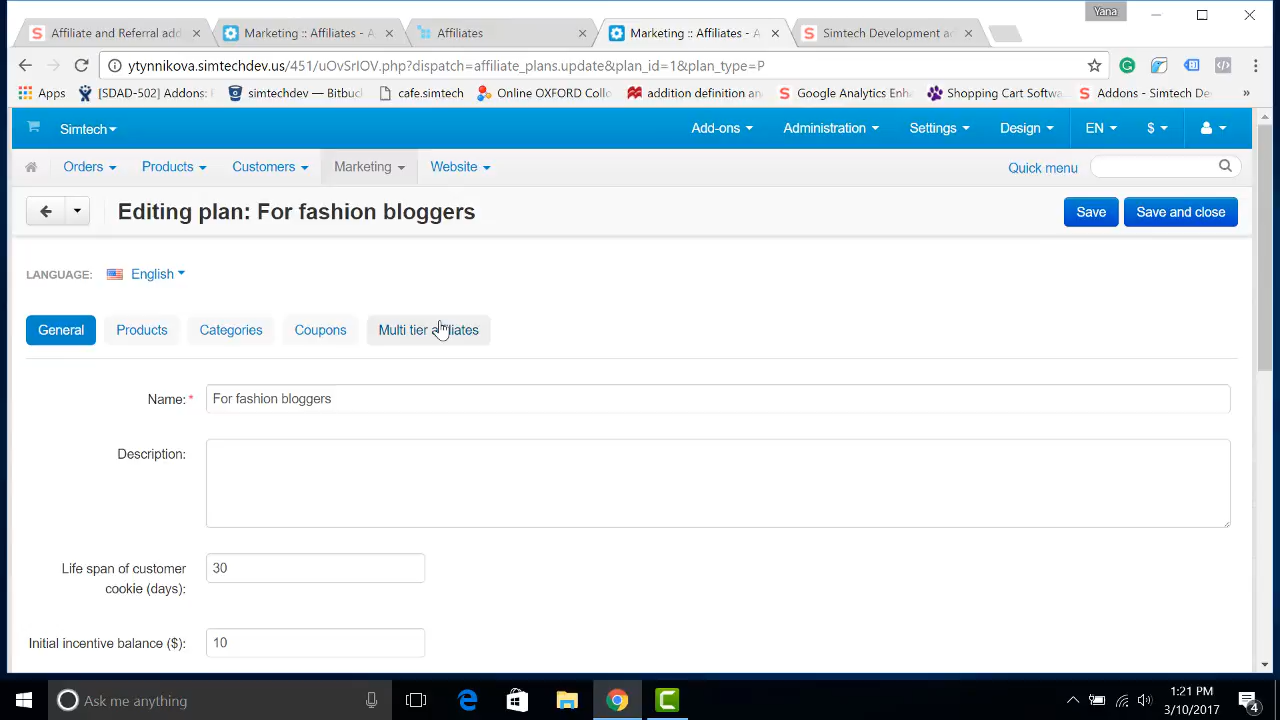 Yana
Affiliate and Referral add
Marketing :: Affiliates - A
Affiliates
Marketing :: Affiliates - A
Simtech Development ad
ytynnikova.simtechdev.us/451/uOvSrIOV.php?dispatch=affiliate_plans.update&plan_id=1&plan_type=P
Apps
[SDAD-502] Addons:
simtechdev — Bitbuc
cafe.simtech
Online OXFORD Collo
addition definition an
Google Analytics Enh
Shopping Cart Softwa
Addons - Simtech De
»
Simtech
Add-ons
Administration
Settings
Design
EN
$
Orders
Products
Customers
Marketing
Website
Quick menu
Editing plan: For fashion bloggers
Save
Save and close
LANGUAGE:
English
General
Products
Categories
Coupons
Multi tier affiliates
Name: *
For fashion bloggers
Description:
Life span of customer
cookie (days):
30
Initial incentive balance ($):
10
Ask me anything
1:21 PM
3/10/2017
4